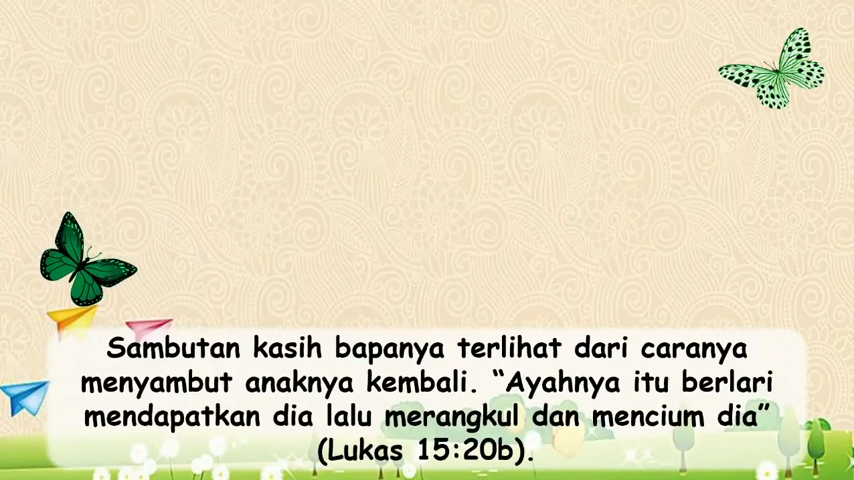 Sambutan kasih bapanya terlihat dari caranya
menyambut anaknya kembali. “Ayahnya itu berlari
mendapatkan dia lalu merangkul dan mencium dia”
(Lukas 15:20b).